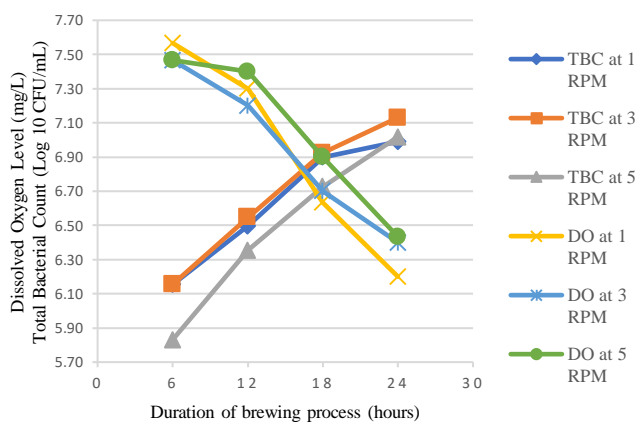 Dissolved Oxygen Level (mg/L)
Total Bacterial Count (Log 10 CFU/mL)
7.70
7.50
7.30
7.10
6.90
6.70
6.50
6.30
6.10
5.90
5.70
0
6
12
18
24
30
Duration of brewing process (hours)
TBC at 1
RPM
TBC at 3
RPM
TBC at 5
RPM
DO at 1
RPM
DO at 3
RPM
DO at 5
RPM